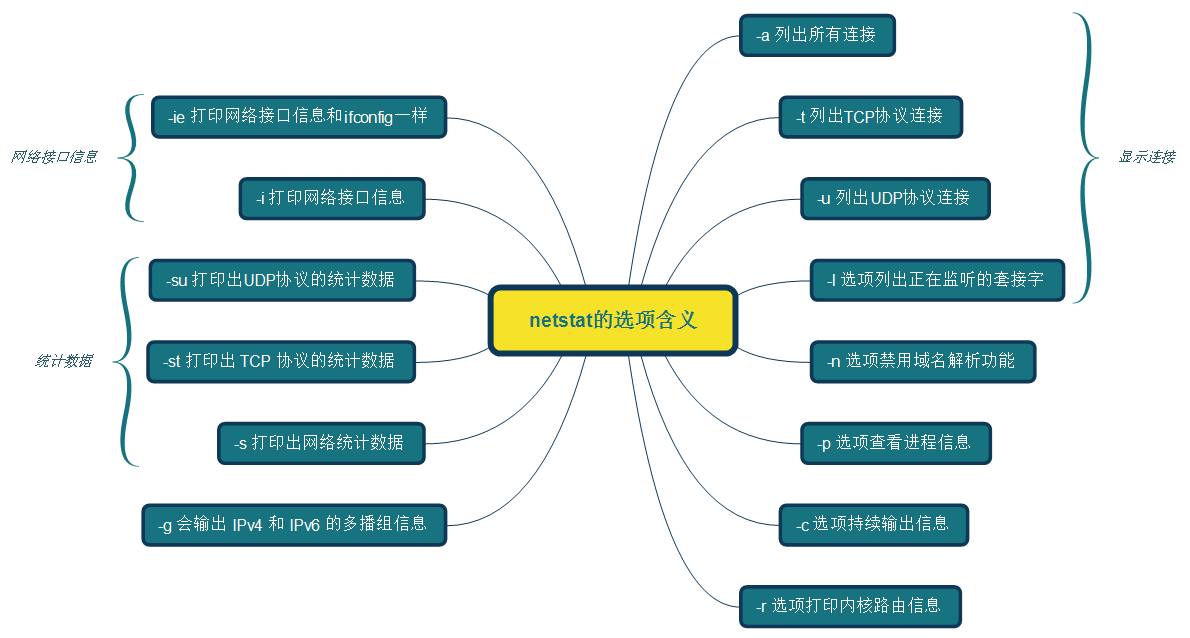 netstat的选项含义
-a 列出所有连接
-t 列出TCP协议连接
-u 列出UDP协议连接
-l 选项列出正在监听的套接字
显示连接
-n 选项禁用域名解析功能
-p 选项查看进程信息
-c 选项持续输出信息
-r 选项打印内核路由信息
-ie 打印网络接口信息和ifconfig一样
-i 打印网络接口信息
网络接口信息
-su 打印出UDP协议的统计数据
-st 打印出 TCP 协议的统计数据
-s 打印出网络统计数据
统计数据
-g 会输出 IPv4 和 IPv6 的多播组信息